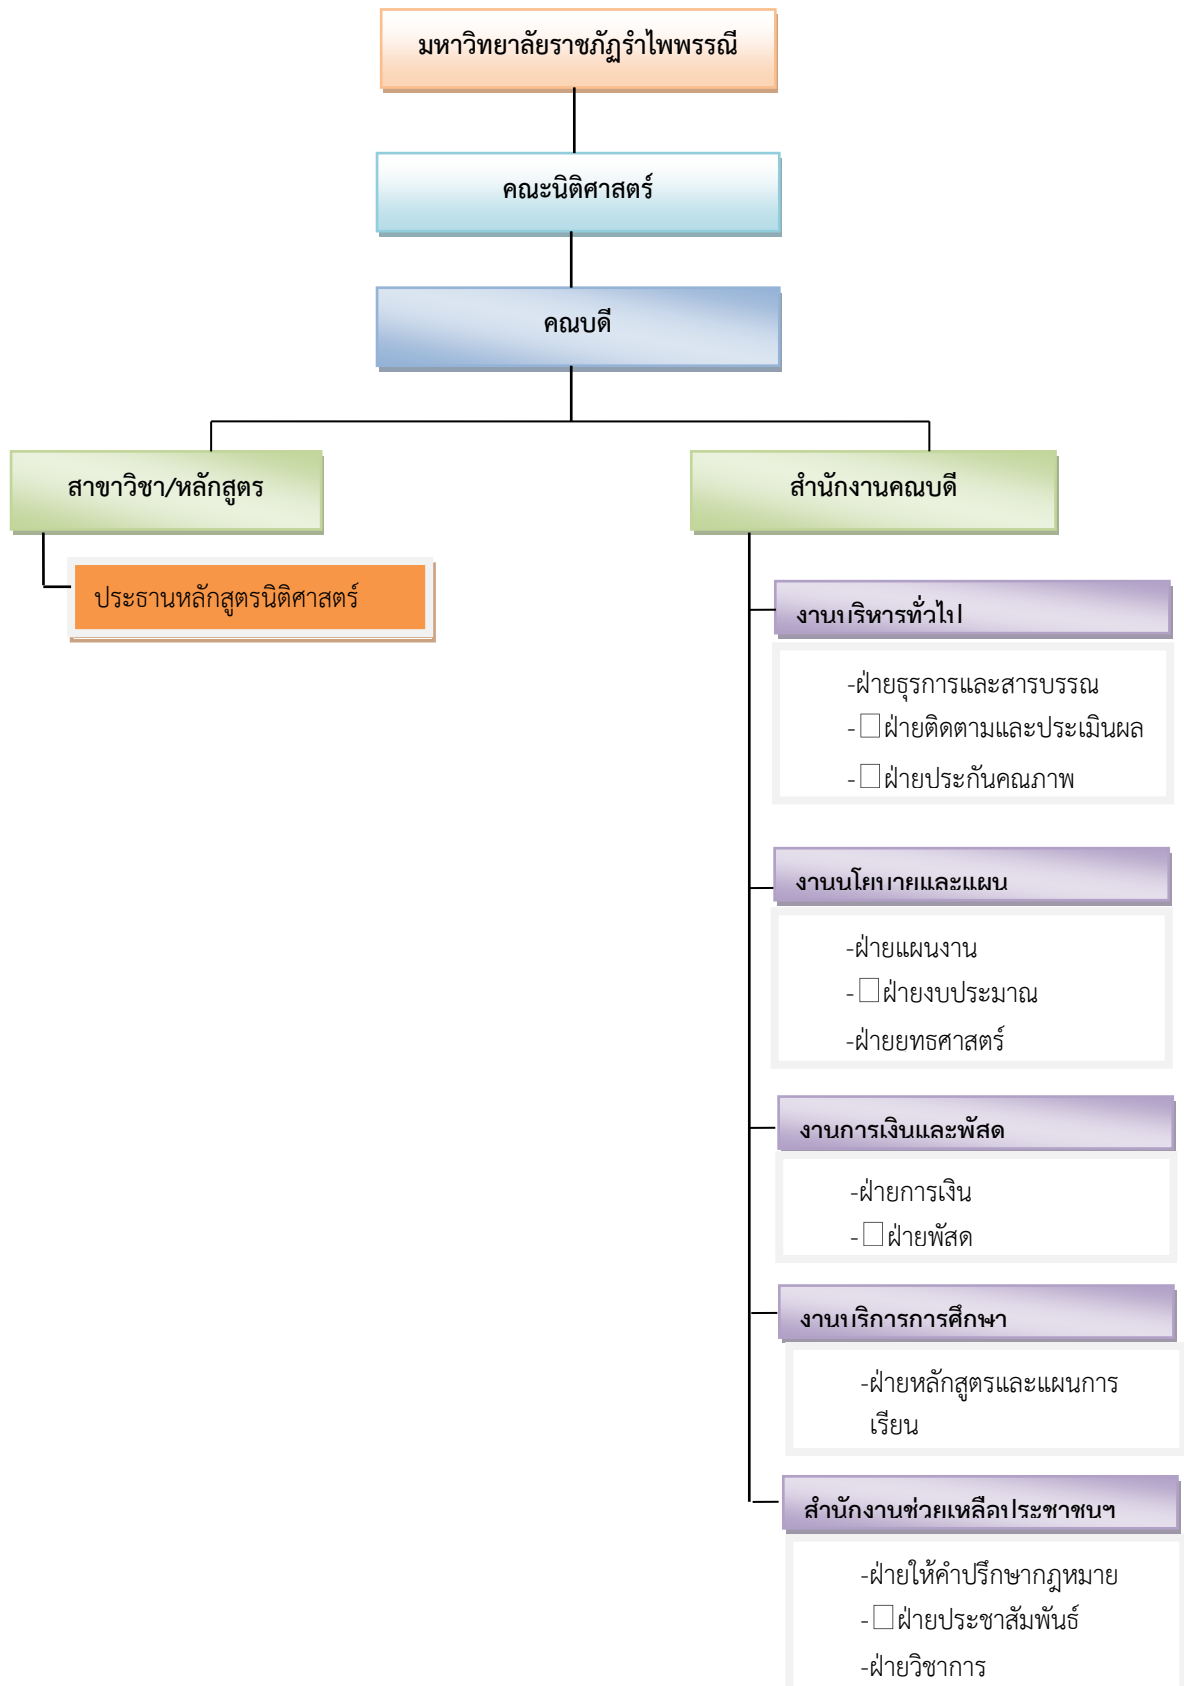 มหาวิทยาลัยราชภัฏรำไพพรรณี
คณะนิติศาสตร์
คณบดี
สาขาวิชา/หลักสูตร
สำนักงานคณบดี
ประธานหลักสูตรนิติศาสตร์
งานบริหารทั่วไป
-ฝ่ายธุรการและสารบรรณ
-□ฝ่ายติดตามและประเมินผล
-□ฝ่ายประกันคุณภาพ
งานนโยบายและแผน
-ฝ่ายแผนงาน
-□ฝ่ายงบประมาณ
-ฝ่ายยุทธศาสตร์
งานการเงินและพัสดุ
-ฝ่ายการเงิน
-□ฝ่ายพัสดุ
งานบริการการศึกษา
-ฝ่ายหลักสูตรและแผนการ
เรียน
สำนักงานช่วยเหลือประชาชนฯ
-ฝ่ายให้คำปรึกษากฎหมาย
-□ฝ่ายประชาสัมพันธ์
-ฝ่ายวิชาการ